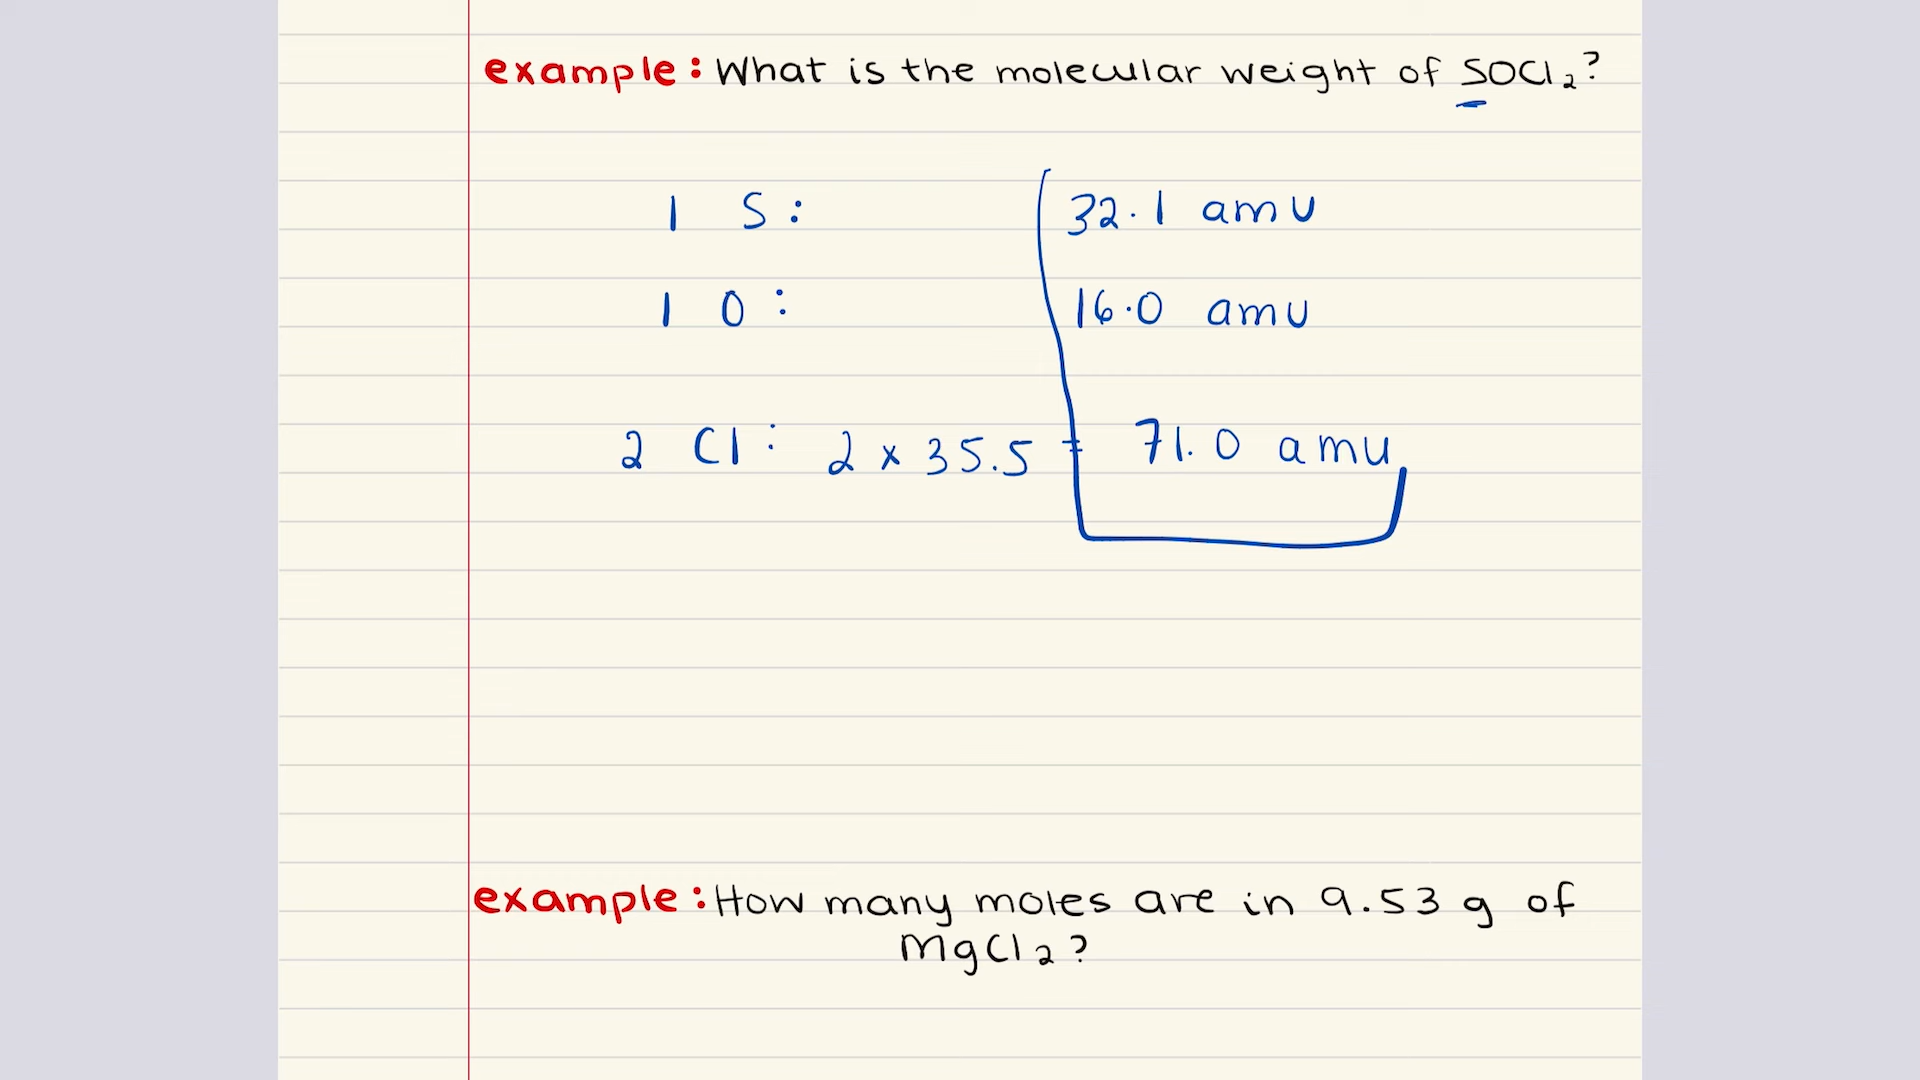 example: What is the molecular weight of SOCl₂?
1 S: 32.1 amu
1 O: 16.0 amu
2 Cl: 2 x 35.5 = 71.0 amu
example: How many moles are in 9.53 g of
MgCl₂?